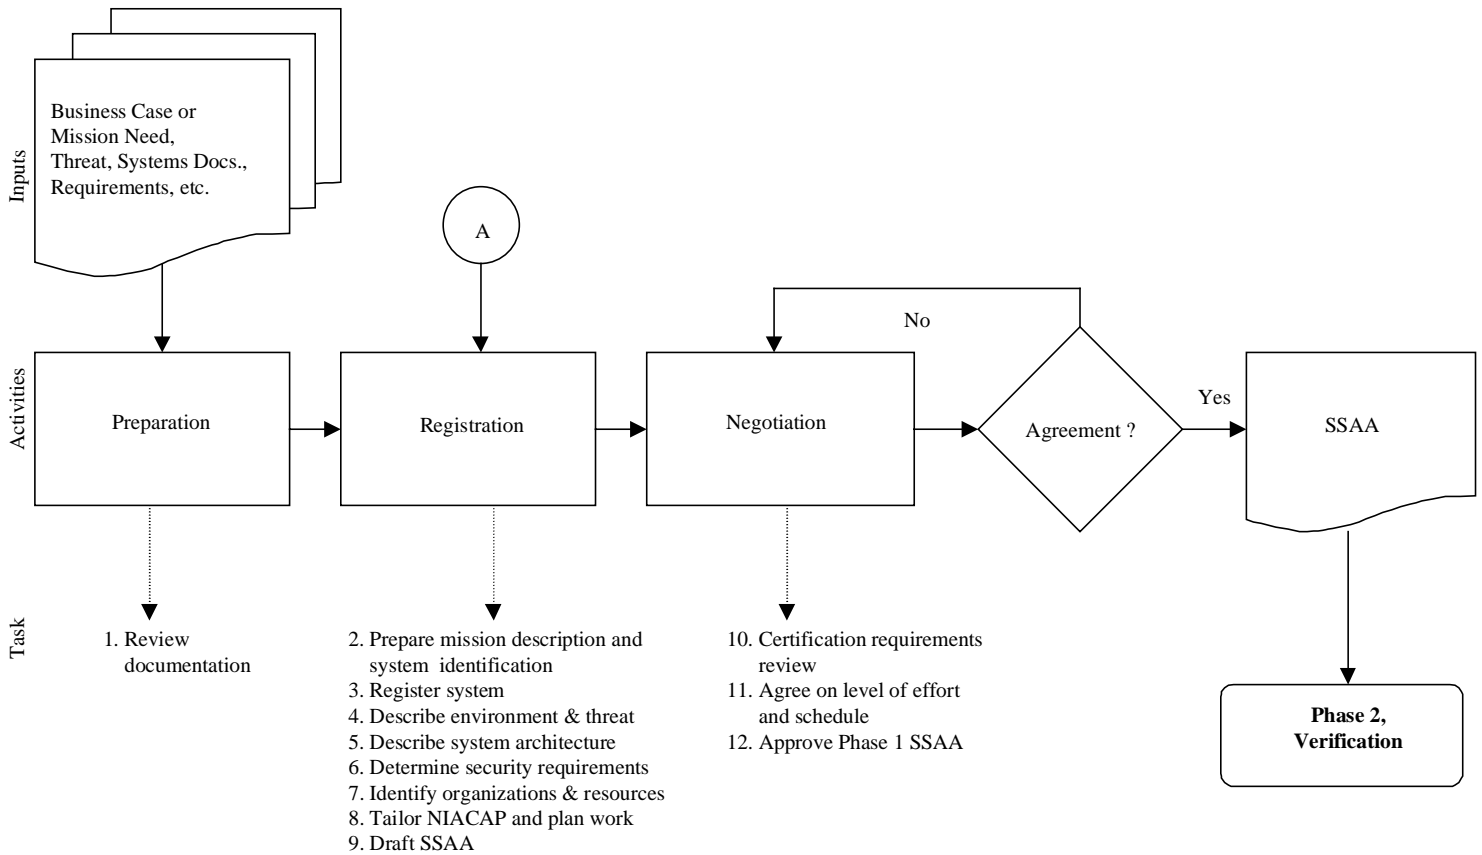 Inputs
Business Case or
Mission Need,
Threat, Systems Docs.,
Requirements, etc.
A
No
Activities
Preparation
Registration
Negotiation
Agreement ?
Yes
SSAA
Task
1. Review
documentation
2. Prepare mission description and
system identification
3. Register system
4. Describe environment & threat
5. Describe system architecture
6. Determine security requirements
7. Identify organizations & resources
8. Tailor NIACAP and plan work
9. Draft SSAA
10. Certification requirements
review
11. Agree on level of effort
and schedule
12. Approve Phase 1 SSAA
Phase 2,
Verification